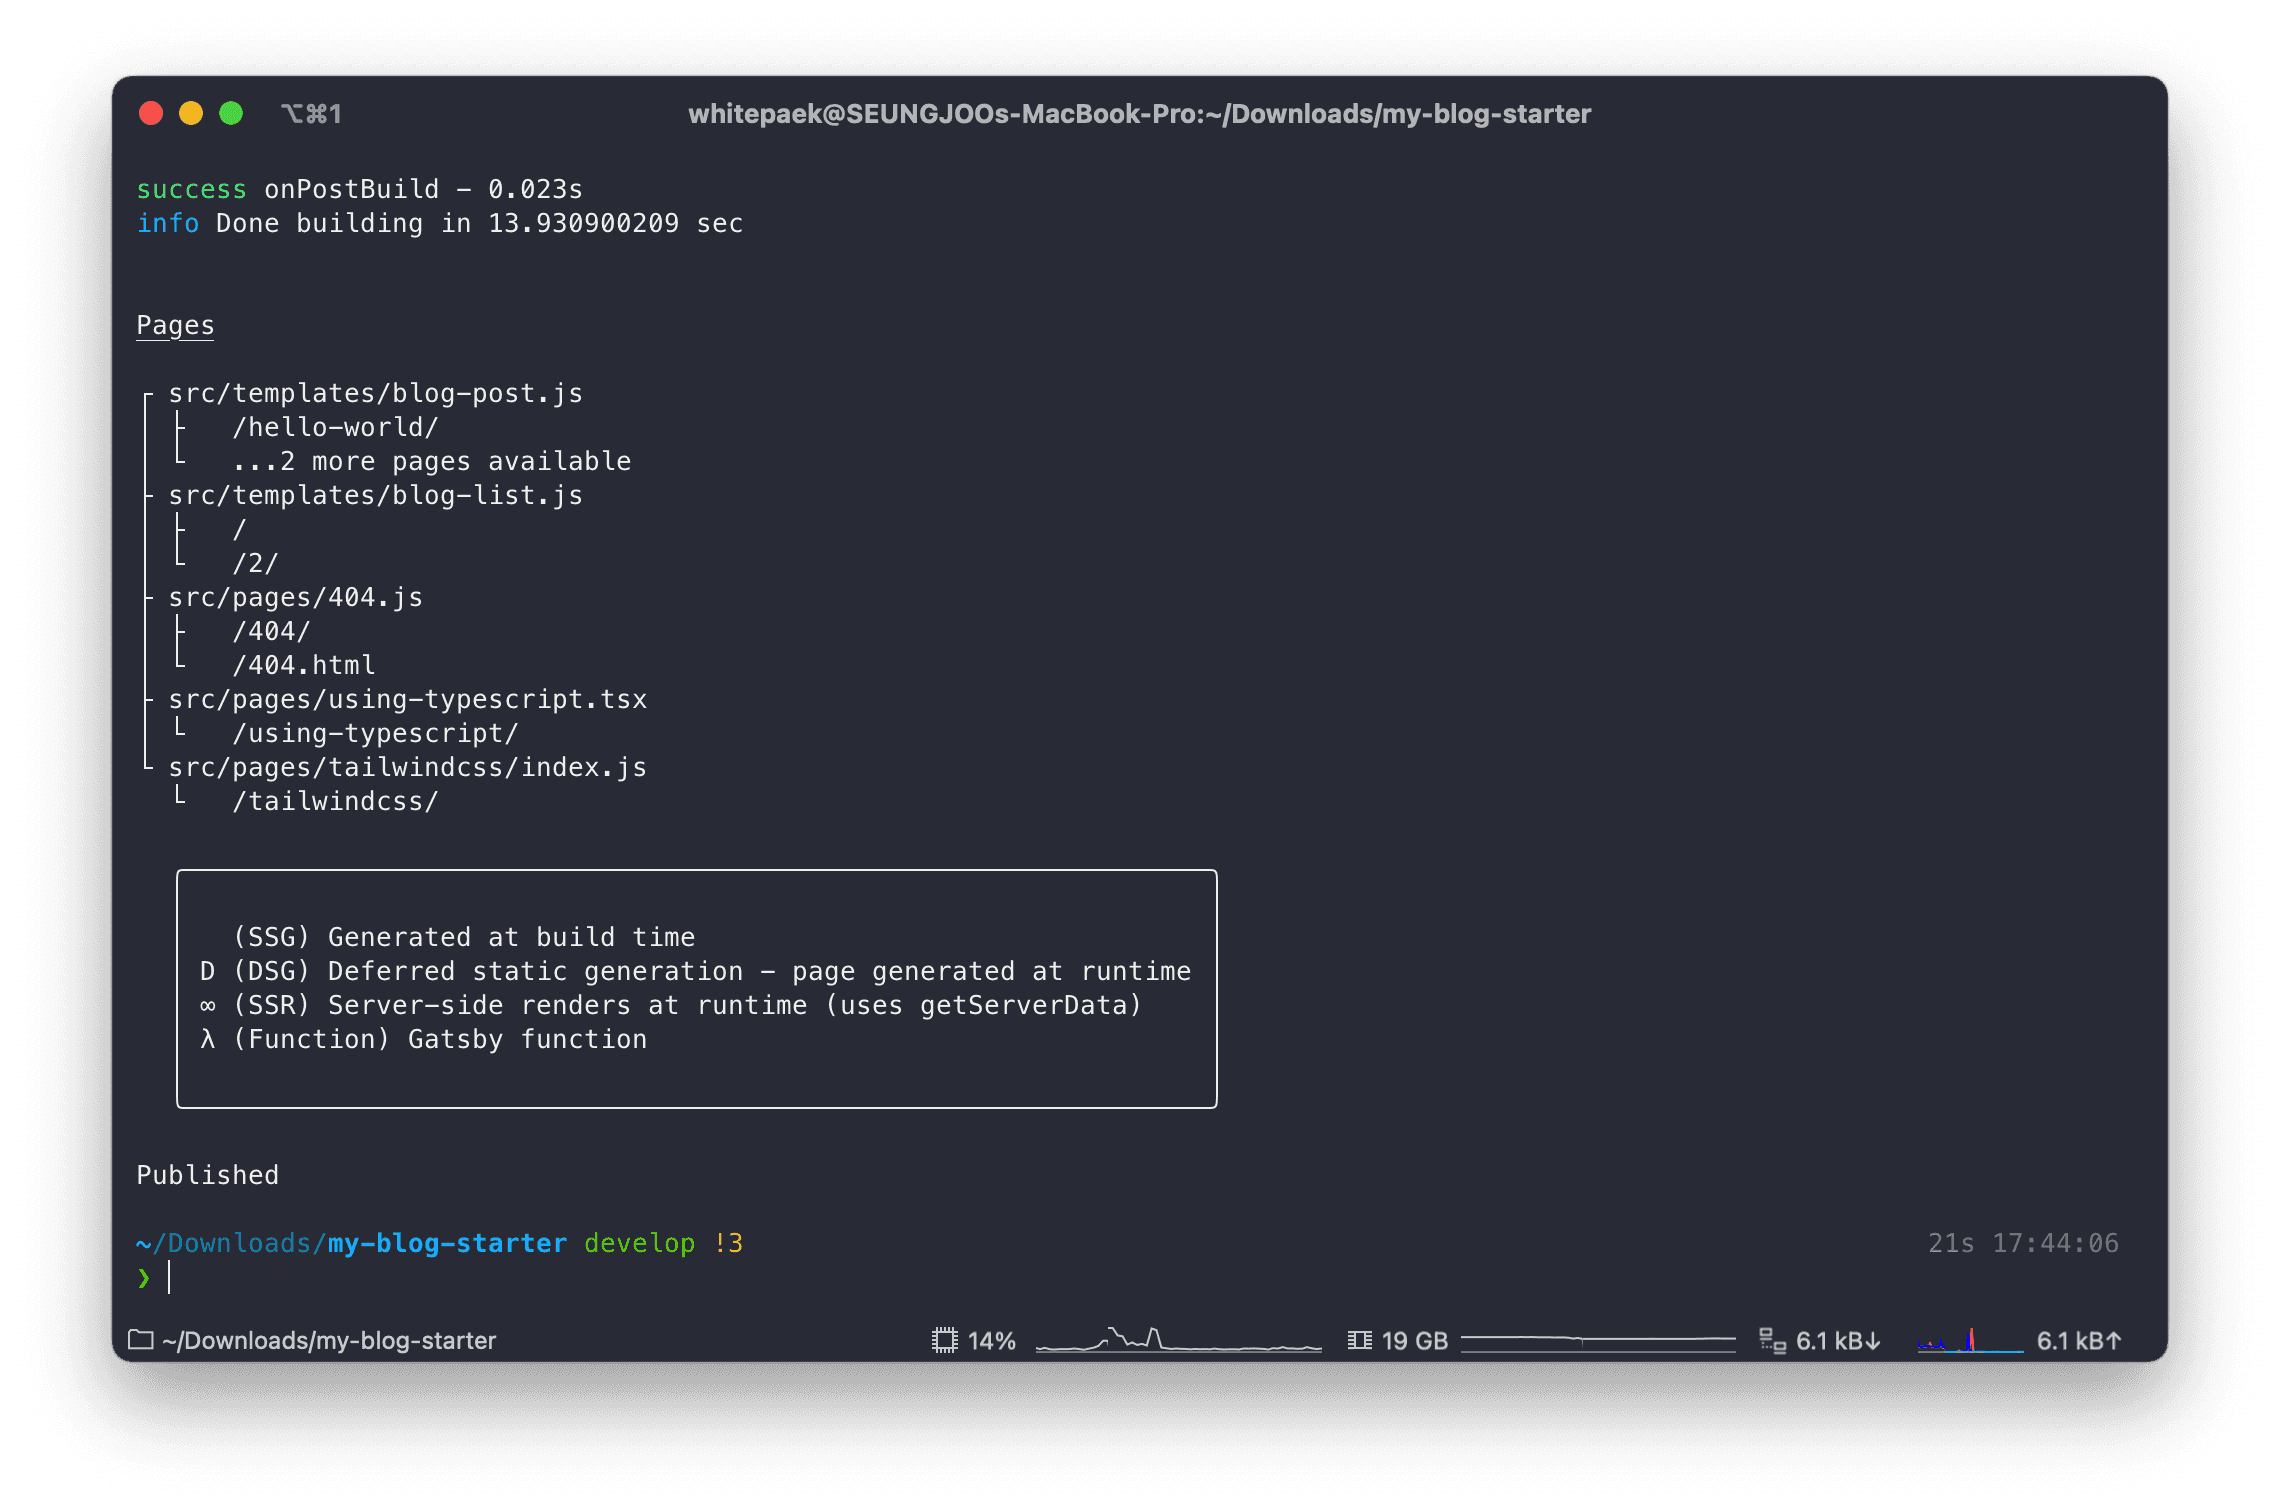 ⌥⌘1 whitepaek@SEUNGJOOs-MacBook-Pro:~/Downloads/my-blog-starter
success onPostBuild - 0.023s
info Done building in 13.930900209 sec
Pages
┌ src/templates/blog-post.js
│ ├   /hello-world/
│ └   ...2 more pages available
├ src/templates/blog-list.js
│ ├   /
│ └   /2/
├ src/pages/404.js
│ ├   /404/
│ └   /404.html
├ src/pages/using-typescript.tsx
│ └   /using-typescript/
└ src/pages/tailwindcss/index.js
  └   /tailwindcss/
(SSG) Generated at build time
D (DSG) Deferred static generation - page generated at runtime
∞ (SSR) Server-side renders at runtime (uses getServerData)
λ (Function) Gatsby function
Published
~/Downloads/my-blog-starter develop !3 21s 17:44:06
❯
~/Downloads/my-blog-starter 14% 19 GB 6.1 kB↓ 6.1 kB↑